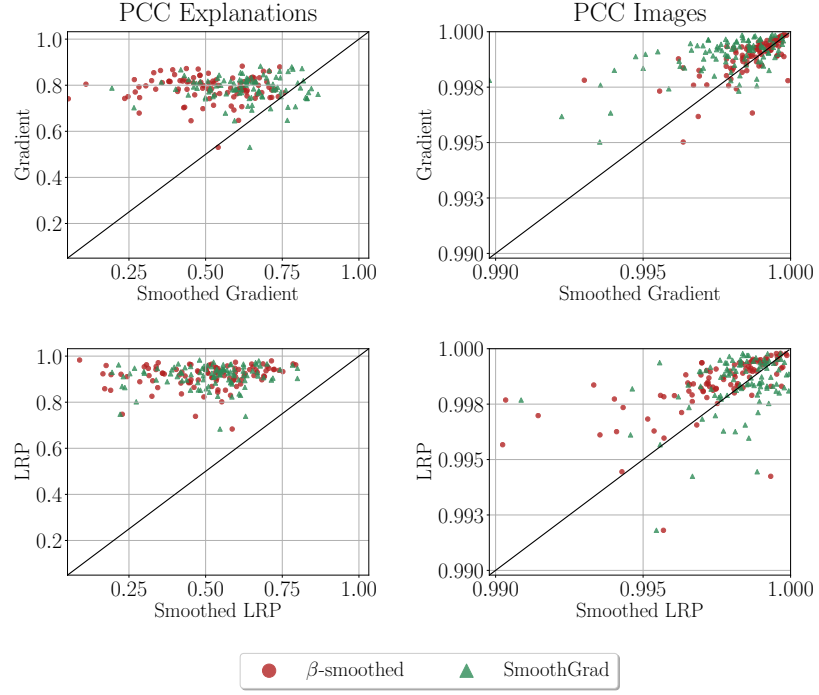 PCC Explanations
PCC Images
1.0
0.8
0.6
0.4
0.2
Gradient
0.25 0.50 0.75 1.00
Smoothed Gradient
1.000
0.998
0.995
0.993
0.990
Gradient
0.990 0.995 1.000
Smoothed Gradient
1.0
0.8
0.6
0.4
0.2
LRP
0.25 0.50 0.75 1.00
Smoothed LRP
1.000
0.998
0.995
0.993
0.990
LRP
0.990 0.995 1.000
Smoothed LRP
β-smoothed
SmoothGrad